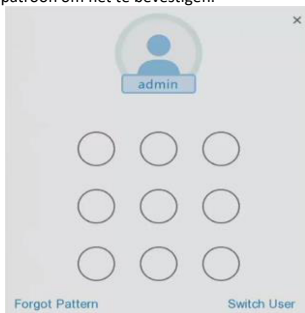 patroon om het te bevestigen.
×
admin
Forgot Pattern
Switch User